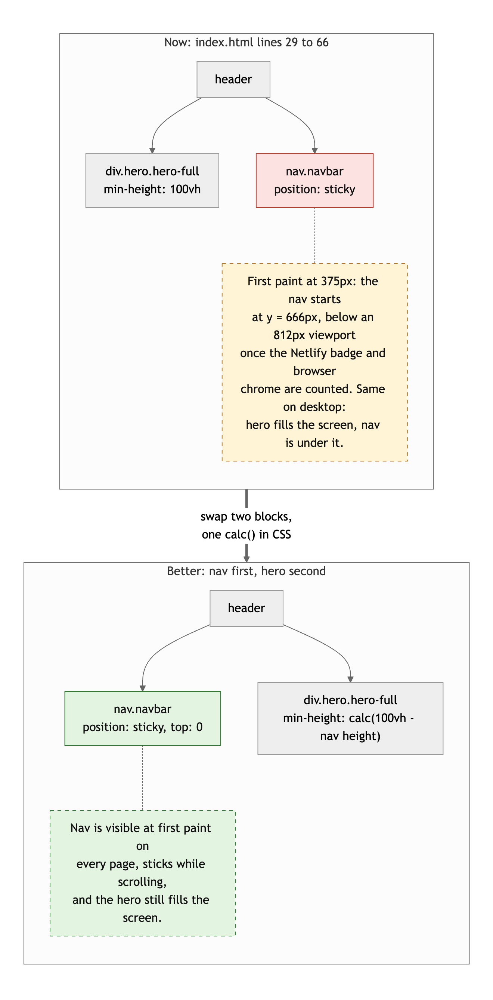 Now: index.html lines 29 to 66
header
div.hero.hero-full
min-height: 100vh
nav.navbar
position: sticky
First paint at 375px: the
nav starts
at y = 666px, below an
812px viewport
once the Netlify badge and
browser
chrome are counted. Same
on desktop:
hero fills the screen, nav
is under it.
swap two blocks,
one calc() in CSS
Better: nav first, hero second
header
nav.navbar
position: sticky, top: 0
div.hero.hero-full
min-height: calc(100vh -
nav height)
Nav is visible at first paint
on
every page, sticks while
scrolling,
and the hero still fills the
screen.